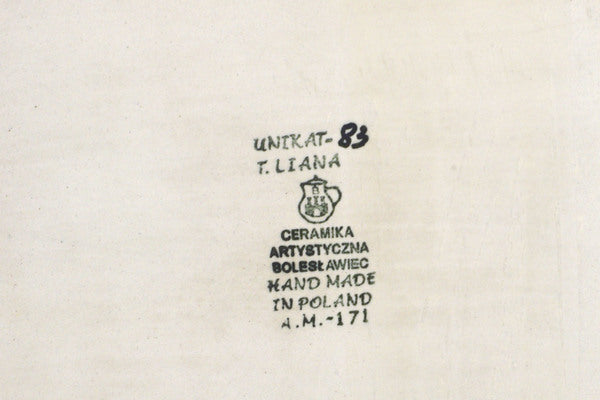 UNIKAT-83
T. LIANA
B
CERAMIKA
ARTYSTYCZNA
BOLESŁAWIEC
HAND MADE
IN POLAND
A.M.-171